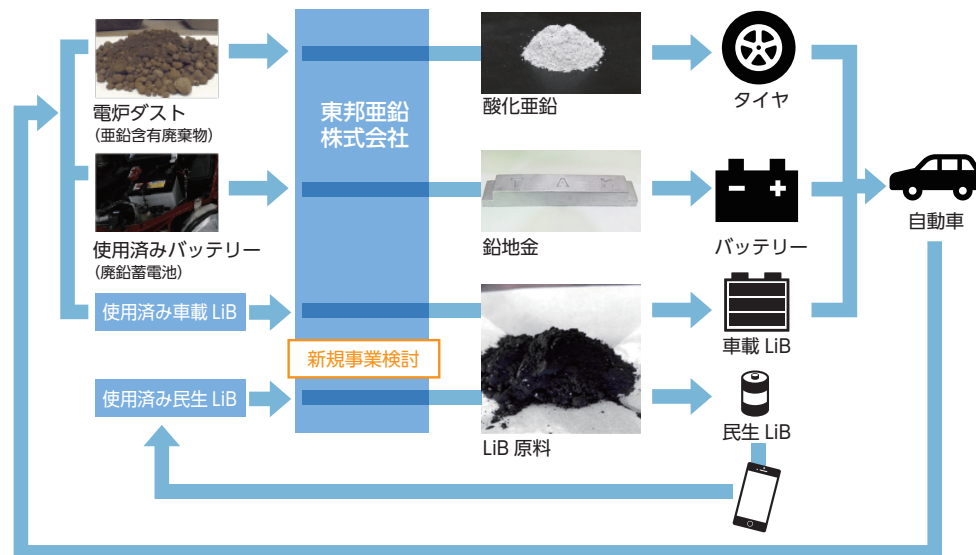 電炉ダスト
(亜鉛含有廃棄物)
使用済みバッテリー
(廃鉛蓄電池)
使用済み車載 LiB
使用済み民生 LiB
東邦亜鉛
株式会社
新規事業検討
酸化亜鉛
鉛地金
LiB 原料
タイヤ
バッテリー
車載 LiB
民生 LiB
自動車